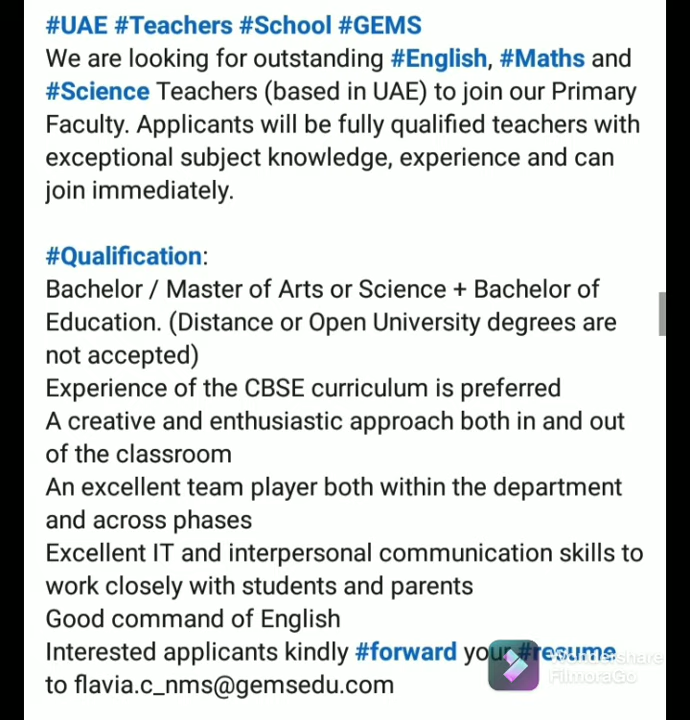 #UAE #Teachers #School #GEMS
We are looking for outstanding #English, #Maths and
#Science Teachers (based in UAE) to join our Primary
Faculty. Applicants will be fully qualified teachers with
exceptional subject knowledge, experience and can
join immediately.
#Qualification:
Bachelor / Master of Arts or Science + Bachelor of
Education. (Distance or Open University degrees are
not accepted)
Experience of the CBSE curriculum is preferred
A creative and enthusiastic approach both in and out
of the classroom
An excellent team player both within the department
and across phases
Excellent IT and interpersonal communication skills to
work closely with students and parents
Good command of English
Interested applicants kindly #forward your #resume
to flavia.c_nms@gemsedu.com
Wondershare
FilmoraGo